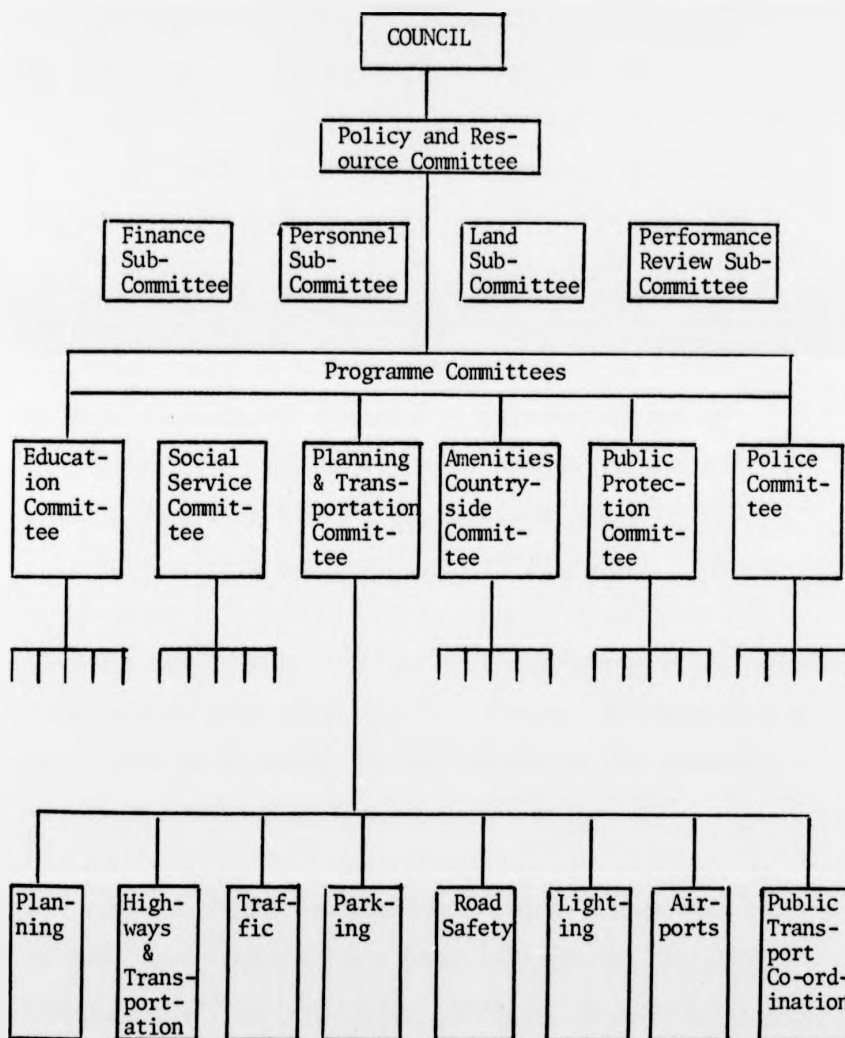 COUNCIL
Policy and Res-
ource Committee
Finance
Sub-
Committee
Personnel
Sub-
Committee
Land
Sub-
Committee
Performance
Review Sub-
Committee
Programme Committees
Educat-
ion
Commit-
tee
Social
Service
Commit-
tee
Planning
& Trans-
portation
Commit-
tee
Amenities
Country-
side
Commit-
tee
Public
Protec-
tion
Commit-
tee
Police
Commit-
tee
Plan-
ning
High-
ways
& Trans-
port-
ation
Traf-
ffic
Park-
ing
Road
Safety
Light-
ing
Air-
ports
Public
Trans-
port
Co-ord-
ination